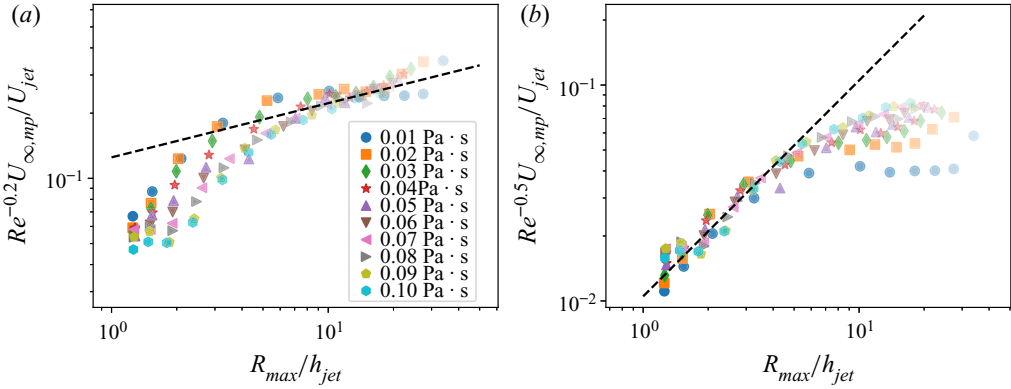 (a)
Re^{-0.2}U_{∞,mp}/U_{jet}
10^{-1}
0.01 Pa · s
0.02 Pa · s
0.03 Pa · s
0.04Pa · s
0.05 Pa · s
0.06 Pa · s
0.07 Pa · s
0.08 Pa · s
0.09 Pa · s
0.10 Pa · s
10^0
10^1
R_{max}/h_{jet}
(b)
Re^{-0.5}U_{∞,mp}/U_{jet}
10^{-1}
10^{-2}
10^0
10^1
R_{max}/h_{jet}